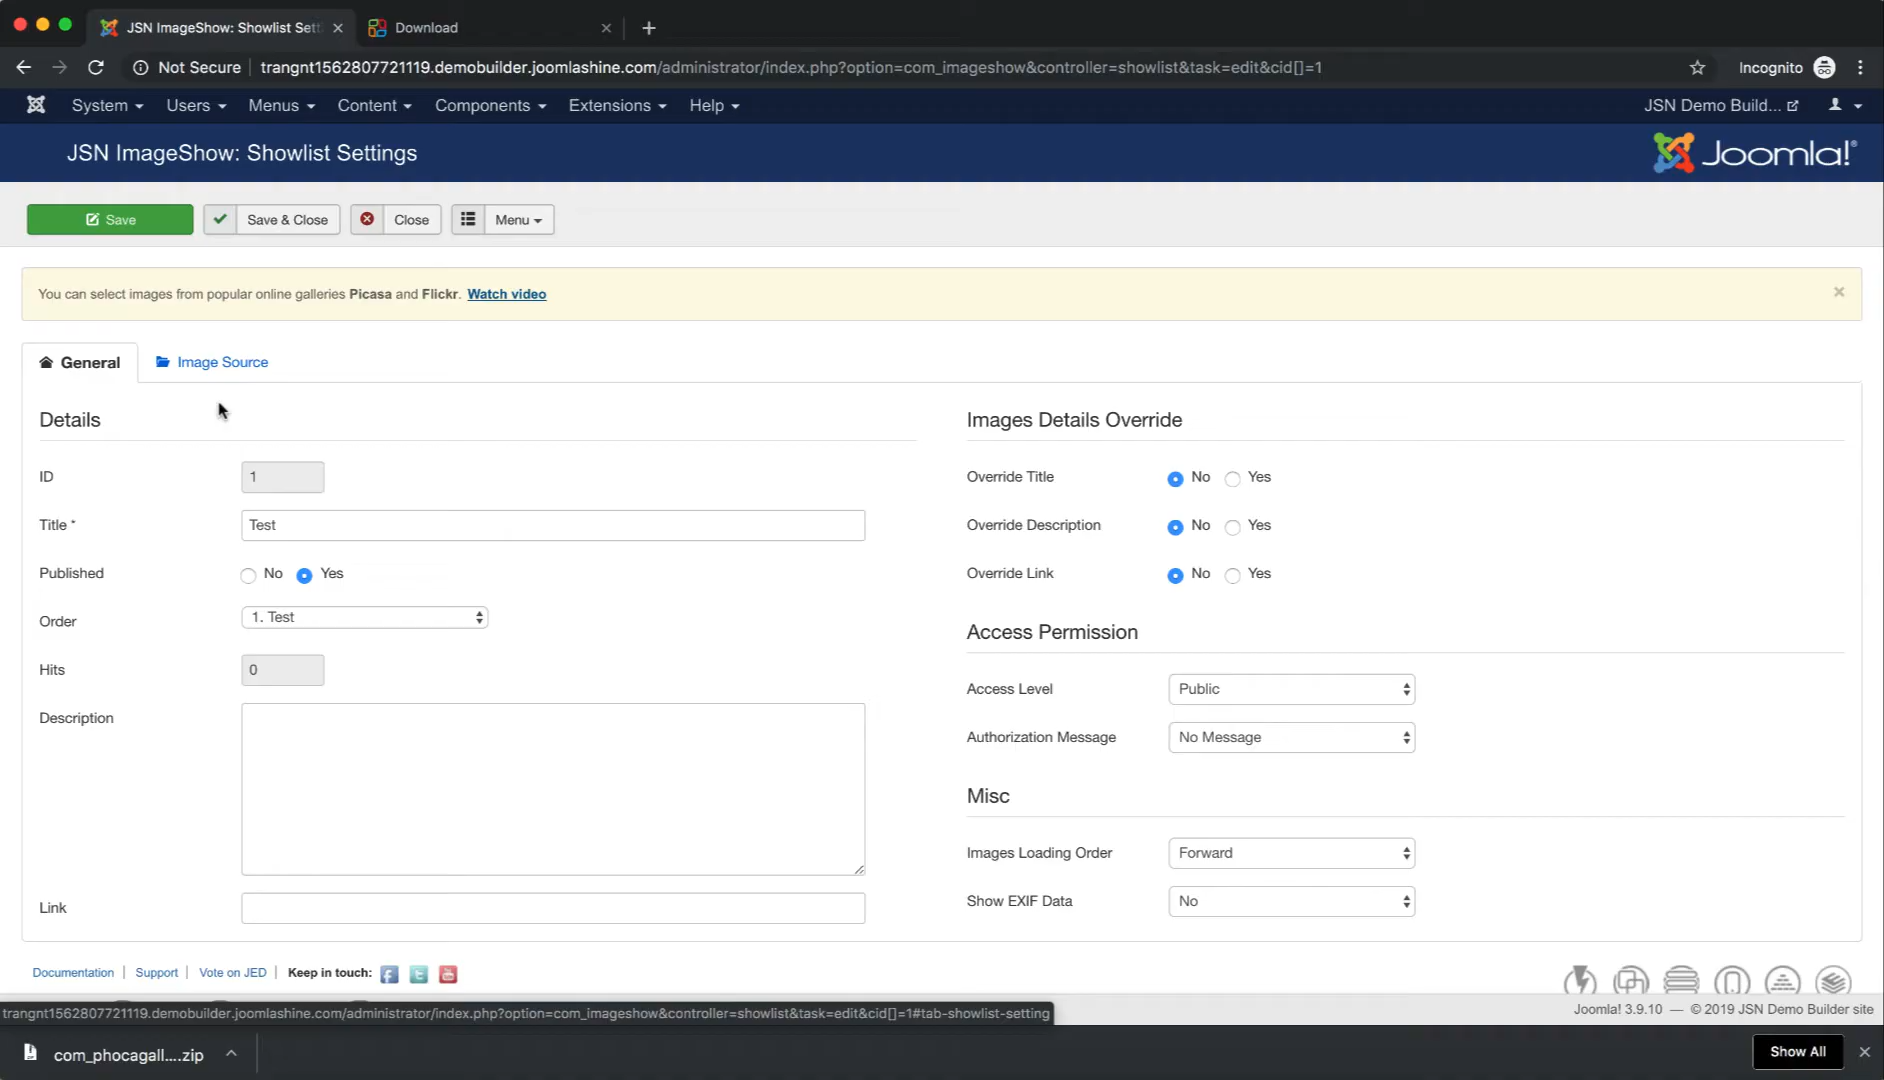 JSN ImageShow: Showlist Sett
Download
Not Secure
trangnt1562807721119.demobuilder.joomlashine.com/administrator/index.php?option=com_imageshow&controller=showlist&task=edit&cid[]=1
Incognito
System
Users
Menus
Content
Components
Extensions
Help
JSN Demo Build...
JSN ImageShow: Showlist Settings
Joomla!®
Save
Save & Close
Close
Menu
You can select images from popular online galleries Picasa and Flickr. Watch video
General
Image Source
Details
ID
1
Title *
Test
Published
No
Yes
Order
1. Test
Hits
0
Description
Link
Images Details Override
Override Title
No
Yes
Override Description
No
Yes
Override Link
No
Yes
Access Permission
Access Level
Public
Authorization Message
No Message
Misc
Images Loading Order
Forward
Show EXIF Data
No
Documentation | Support | Vote on JED | Keep in touch:
trangnt1562807721119.demobuilder.joomlashine.com/administrator/index.php?option=com_imageshow&controller=showlist&task=edit&cid[]=1#tab-showlist-setting
Joomla! 3.9.10 — © 2019 JSN Demo Builder site
com_phocagall....zip
Show All